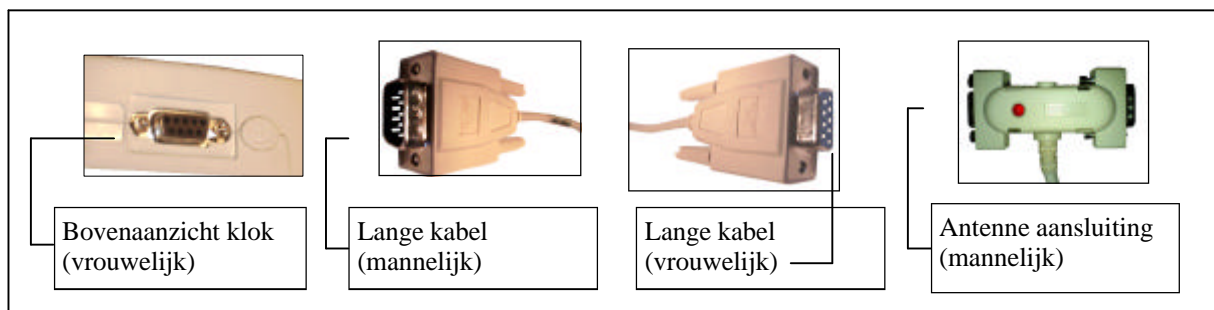 Bovenaanzicht klok
(vrouwelijk)
Lange kabel
(mannelijk)
Lange kabel
(vrouwelijk)
Antenne aansluiting
(mannelijk)